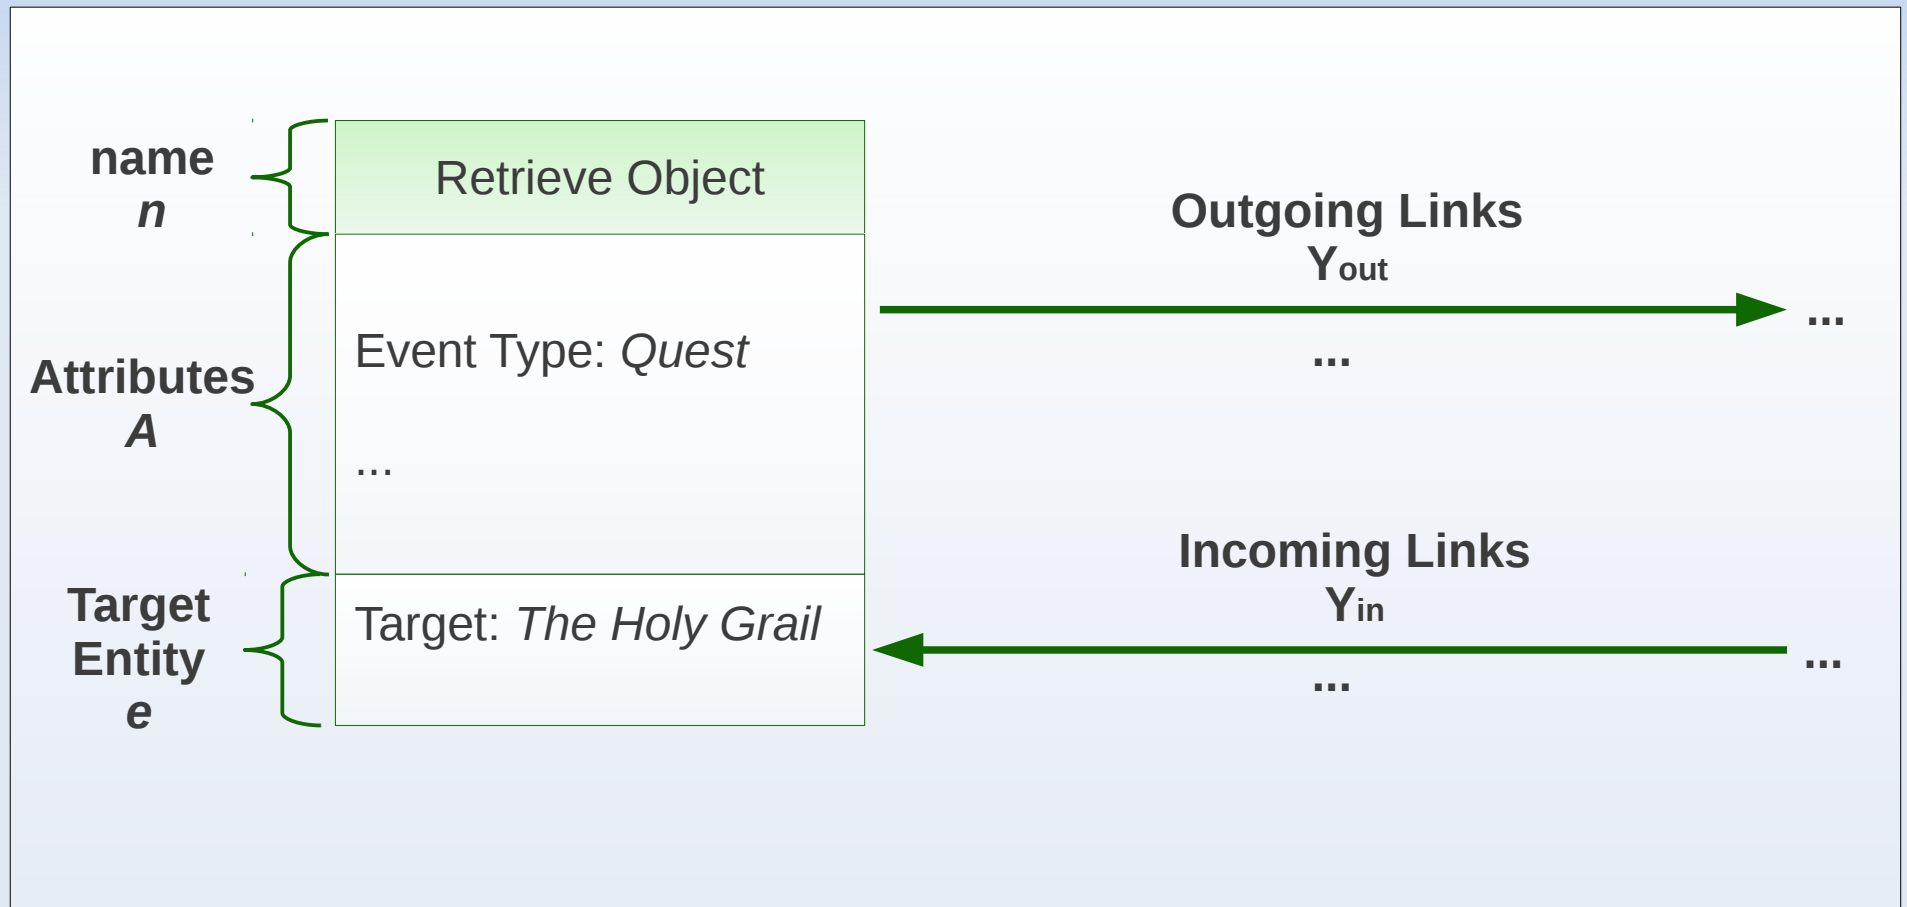 name
n
Retrieve Object
Outgoing Links
Yout
...
...
Attributes
A
Event Type: Quest
...
Incoming Links
Yin
...
...
Target
Entity
e
Target: The Holy Grail